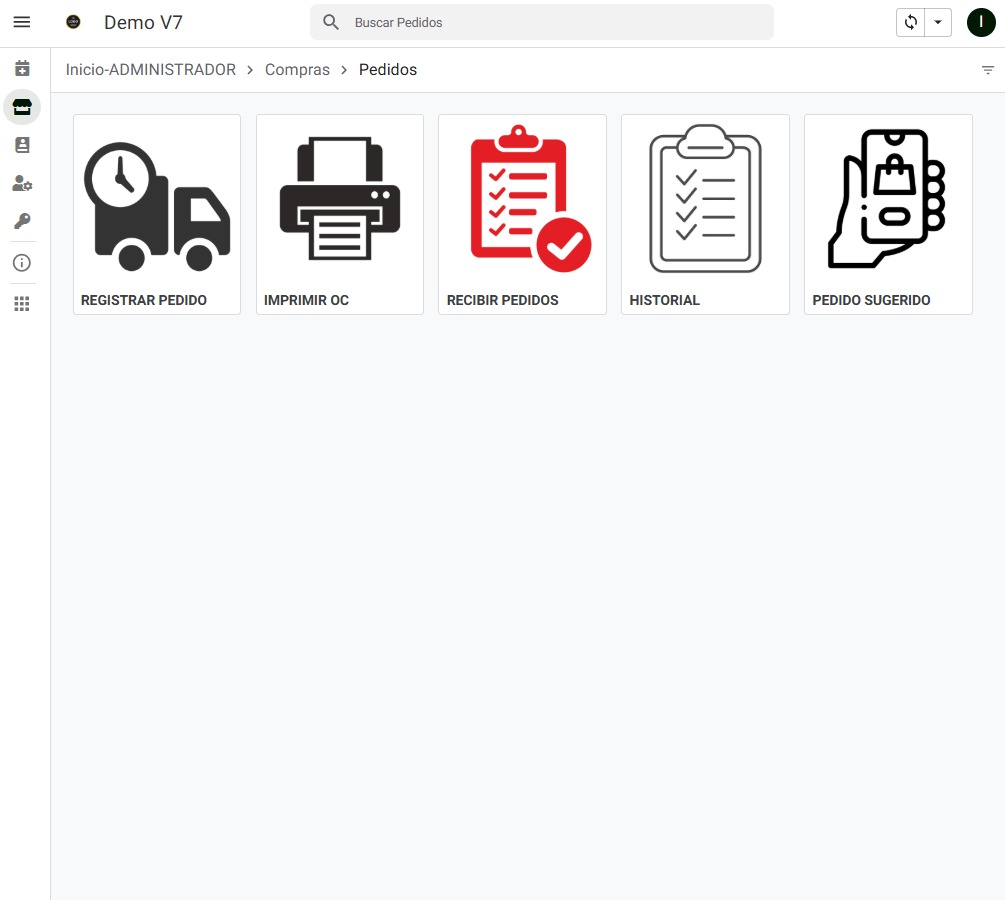 Demo V7
Buscar Pedidos
I
Inicio-ADMINISTRADOR > Compras > Pedidos
REGISTRAR PEDIDO
IMPRIMIR OC
RECIBIR PEDIDOS
HISTORIAL
PEDIDO SUGERIDO